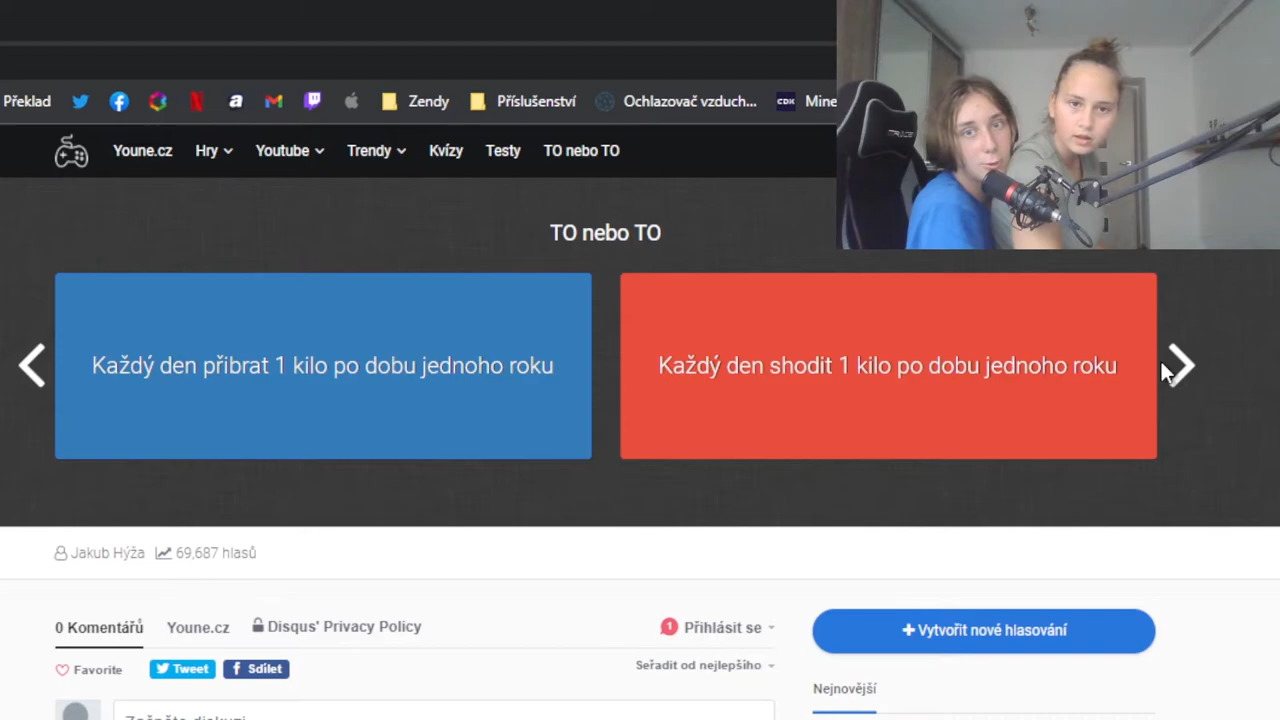 Překlad
Zendy
Příslušenství
Ochlazovač vzduch...
CDK
Mine
Youne.cz
Hry
Youtube
Trendy
Kvízy
Testy
TO nebo TO
TO nebo TO
Každý den přibrat 1 kilo po dobu jednoho roku
Každý den shodit 1 kilo po dobu jednoho roku
Jakub Hýža
69,687 hlasů
0 Komentářů
Youne.cz
Disqus' Privacy Policy
1
Přihlásit se
Favorite
Tweet
Sdílet
Seřadit od nejlepšího
Začněte diskuzi
+ Vytvořit nové hlasování
Nejnovější